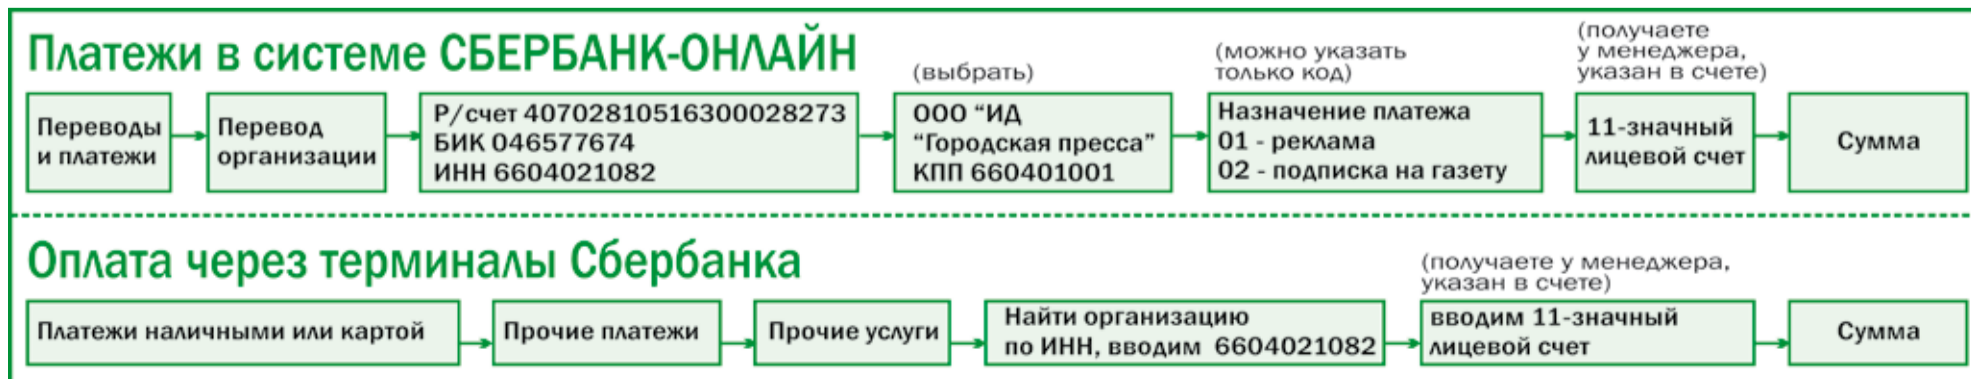 Платежи в системе СБЕРБАНК-ОНЛАЙН
Переводы
и платежи
Перевод
организации
Р/счет 40702810516300028273
БИК 046577674
ИНН 6604021082
(выбрать)
ООО "ИД
"Городская пресса"
КПП 660401001
(можно указать
только код)
Назначение платежа
01 - реклама
02 - подписка на газету
(получаете
у менеджера,
указан в счете)
11-значный
лицевой счет
Сумма
Оплата через терминалы Сбербанка
Платежи наличными или картой
Прочие платежи
Прочие услуги
Найти организацию
по ИНН, вводим 6604021082
(получаете у менеджера,
указан в счете)
вводим 11-значный
лицевой счет
Сумма